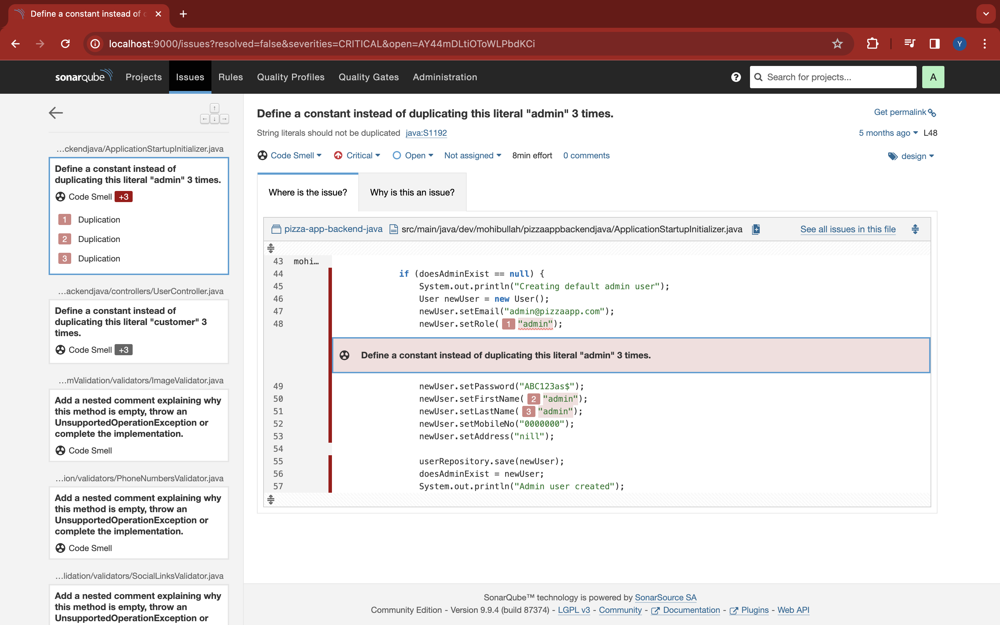 Define a constant instead of
localhost:9000/issues?resolved=false&severities=CRITICAL&open=AY44mDLtiOToWLPbdKCi
Y
sonarqube Projects Issues Rules Quality Profiles Quality Gates Administration ? Search for projects... A
…ckendjava/ApplicationStartupInitializer.java
Define a constant instead of
duplicating this literal "admin" 3 times.
Code Smell +3
1 Duplication
2 Duplication
3 Duplication
…ackendjava/controllers/UserController.java
Define a constant instead of
duplicating this literal "customer" 3
times.
Code Smell +3
…mValidation/validators/ImageValidator.java
Add a nested comment explaining why
this method is empty, throw an
UnsupportedOperationException or
complete the implementation.
Code Smell
…ion/validators/PhoneNumbersValidator.java
Add a nested comment explaining why
this method is empty, throw an
UnsupportedOperationException or
complete the implementation.
Code Smell
…lidation/validators/SocialLinksValidator.java
Add a nested comment explaining why
this method is empty, throw an
UnsupportedOperationException or
Define a constant instead of duplicating this literal "admin" 3 times.
Get permalink
String literals should not be duplicated java:S1192
5 months ago L48
Code Smell Critical Open Not assigned 8min effort 0 comments
design
Where is the issue? Why is this an issue?
pizza-app-backend-java src/main/java/dev/mohibullah/pizzaappbackendjava/ApplicationStartupInitializer.java See all issues in this file
43 mohi…
44 if (doesAdminExist == null) {
45 System.out.println("Creating default admin user");
46 User newUser = new User();
47 newUser.setEmail("admin@pizzaapp.com");
48 newUser.setRole( 1 "admin");
Define a constant instead of duplicating this literal "admin" 3 times.
49 newUser.setPassword("ABC123as$");
50 newUser.setFirstName( 2 "admin");
51 newUser.setLastName( 3 "admin");
52 newUser.setMobileNo("0000000");
53 newUser.setAddress("nill");
54
55 userRepository.save(newUser);
56 doesAdminExist = newUser;
57 System.out.println("Admin user created");
SonarQube™ technology is powered by SonarSource SA
Community Edition - Version 9.9.4 (build 87374) - LGPL v3 - Community - Documentation - Plugins - Web API